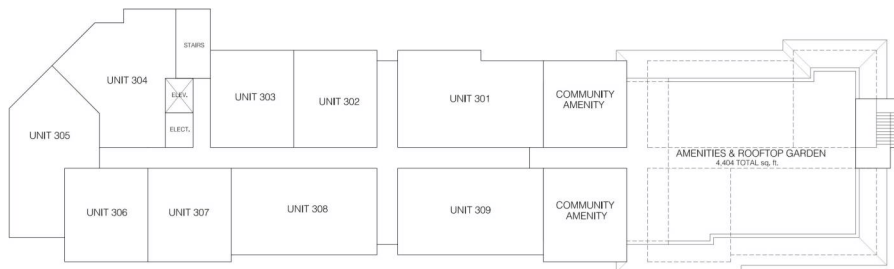 STAIRS
UNIT 304
ELEV.
UNIT 303
UNIT 302
UNIT 301
COMMUNITY
AMENITY
ELECT.
UNIT 305
AMENITIES & ROOFTOP GARDEN
4,404 TOTAL sq. ft.
UNIT 306
UNIT 307
UNIT 308
UNIT 309
COMMUNITY
AMENITY